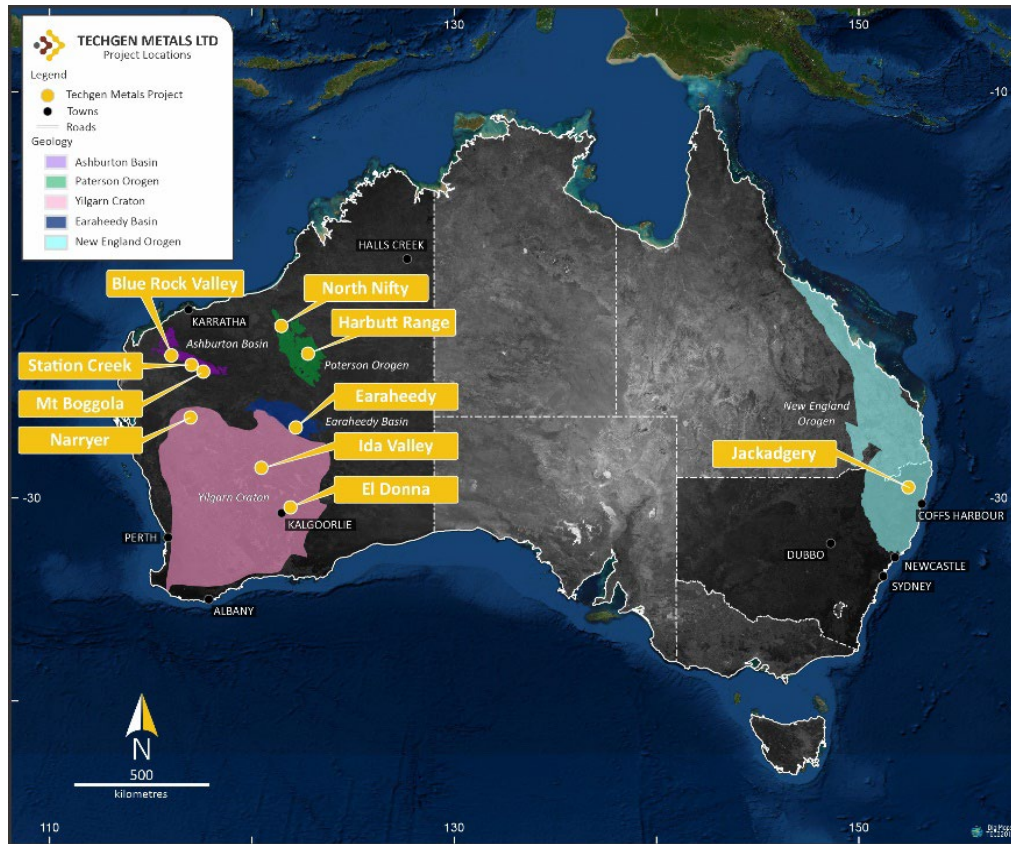 130
150
TECHGEN METALS LTD
Project Locations
Legend
Techgen Metals Project
Towns
Roads
Geology
Ashburton Basin
Paterson Orogen
Yilgarn Craton
Earaheedy Basin
New England Orogen
-10
HALLS CREEK
Blue Rock Valley
North Nifty
KARRATHA
Harbutt Range
Ashburton Basin
Station Creek
Paterson Orogen
Mt Boggola
Earaheedy
New England
Orogen
Earaheedy Basin
Narryer
Ida Valley
Jackadgery
El Donna
Yilgarn Craton
-30
-30
KALGOORLIE
COFFS HARBOUR
PERTH
DUBBO
NEWCASTLE
SYDNEY
ALBANY
N
500
kilometres
110
130
150